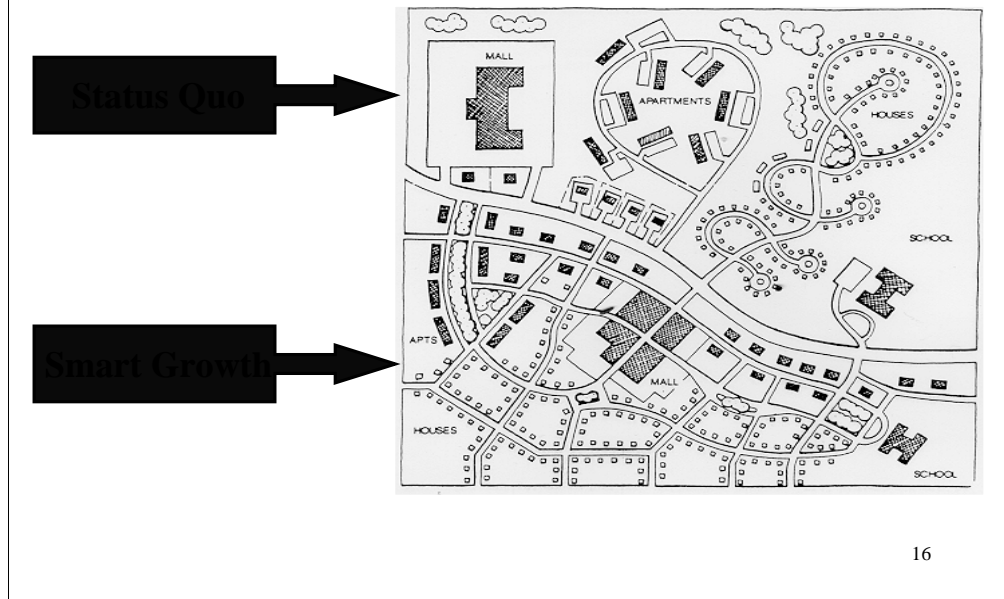 Status Quo
MALL
APARTMENTS
HOUSES
SCHOOL
Smart Growth
APTS
MALL
HOUSES
SCHOOL
16